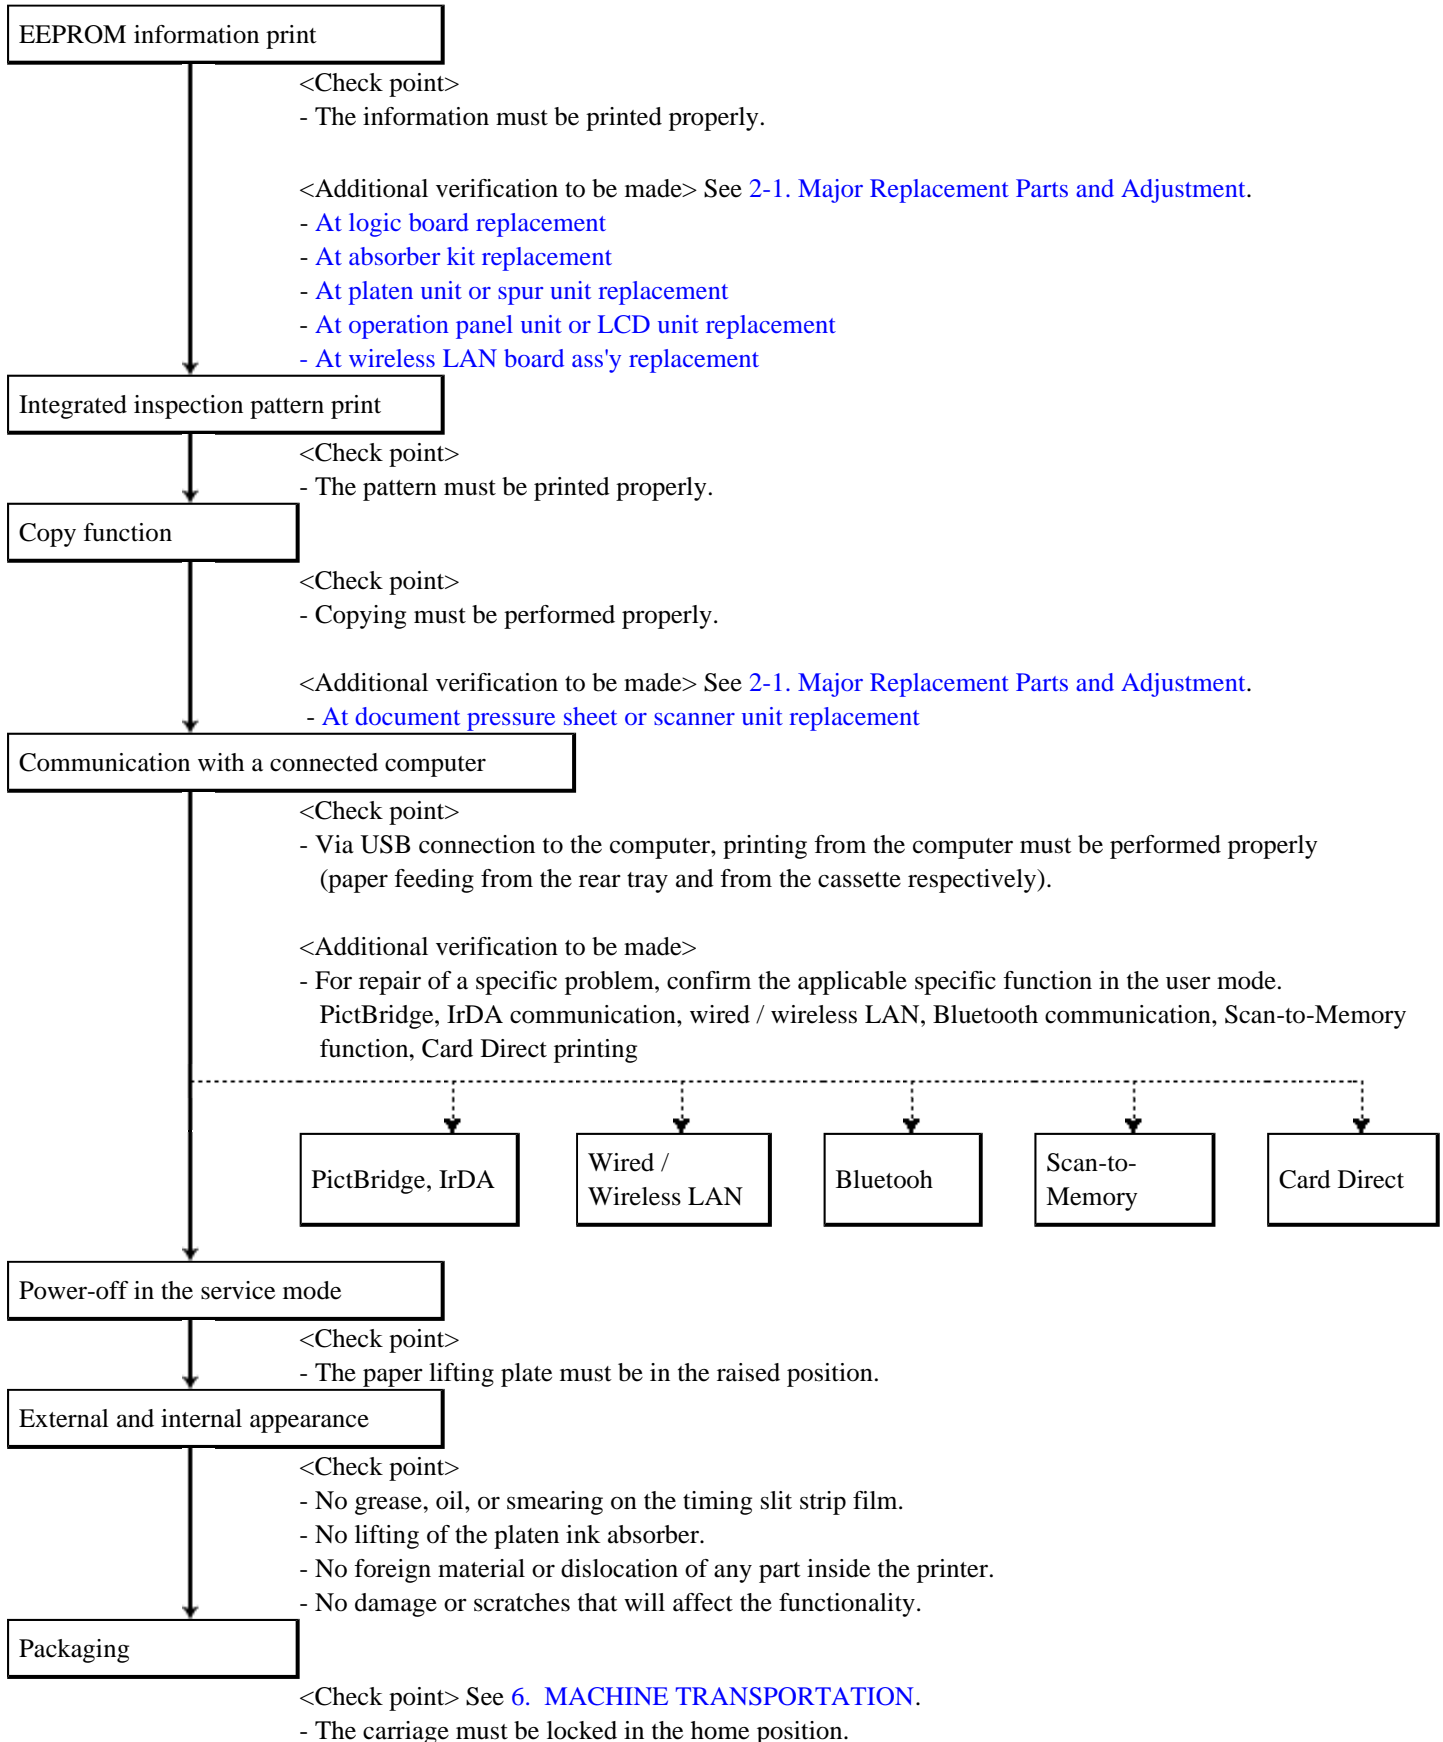 EEPROM information print
<Check point>
- The information must be printed properly.
<Additional verification to be made> See 2-1. Major Replacement Parts and Adjustment.
- At logic board replacement
- At absorber kit replacement
- At platen unit or spur unit replacement
- At operation panel unit or LCD unit replacement
- At wireless LAN board ass'y replacement
Integrated inspection pattern print
<Check point>
- The pattern must be printed properly.
Copy function
<Check point>
- Copying must be performed properly.
<Additional verification to be made> See 2-1. Major Replacement Parts and Adjustment.
- At document pressure sheet or scanner unit replacement
Communication with a connected computer
<Check point>
- Via USB connection to the computer, printing from the computer must be performed properly
(paper feeding from the rear tray and from the cassette respectively).
<Additional verification to be made>
- For repair of a specific problem, confirm the applicable specific function in the user mode.
PictBridge, IrDA communication, wired / wireless LAN, Bluetooth communication, Scan-to-Memory
function, Card Direct printing
PictBridge, IrDA
Wired /
Wireless LAN
Bluetooh
Scan-to-
Memory
Card Direct
Power-off in the service mode
<Check point>
- The paper lifting plate must be in the raised position.
External and internal appearance
<Check point>
- No grease, oil, or smearing on the timing slit strip film.
- No lifting of the platen ink absorber.
- No foreign material or dislocation of any part inside the printer.
- No damage or scratches that will affect the functionality.
Packaging
<Check point> See 6. MACHINE TRANSPORTATION.
- The carriage must be locked in the home position.